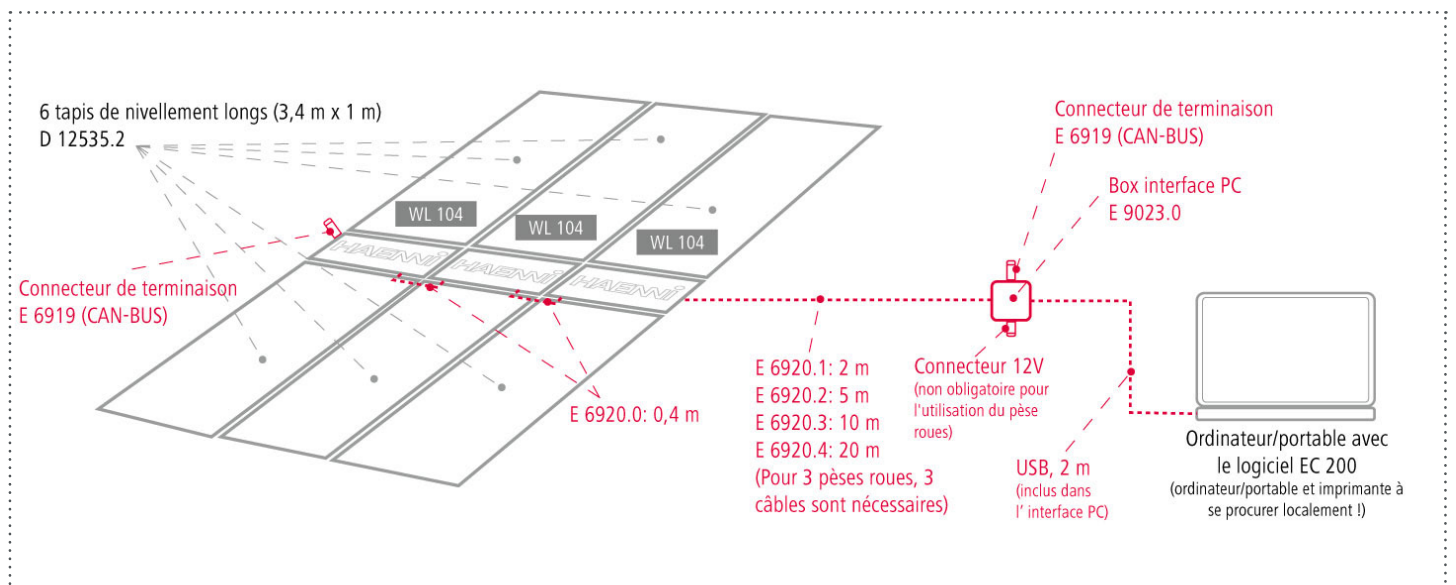 6 tapis de nivellement longs (3,4 m x 1 m)
D 12535.2
WL 104
WL 104
WL 104
HAENNI
HAENNI
HAENNI
Connecteur de terminaison
E 6919 (CAN-BUS)
E 6920.0: 0,4 m
E 6920.1: 2 m
E 6920.2: 5 m
E 6920.3: 10 m
E 6920.4: 20 m
(Pour 3 pèses roues, 3
câbles sont nécessaires)
Connecteur de terminaison
E 6919 (CAN-BUS)
Box interface PC
E 9023.0
Connecteur 12V
(non obligatoire pour
l'utilisation du pèse
roues)
USB, 2 m
(inclus dans
l' interface PC)
Ordinateur/portable avec
le logiciel EC 200
(ordinateur/portable et imprimante à
se procurer localement !)